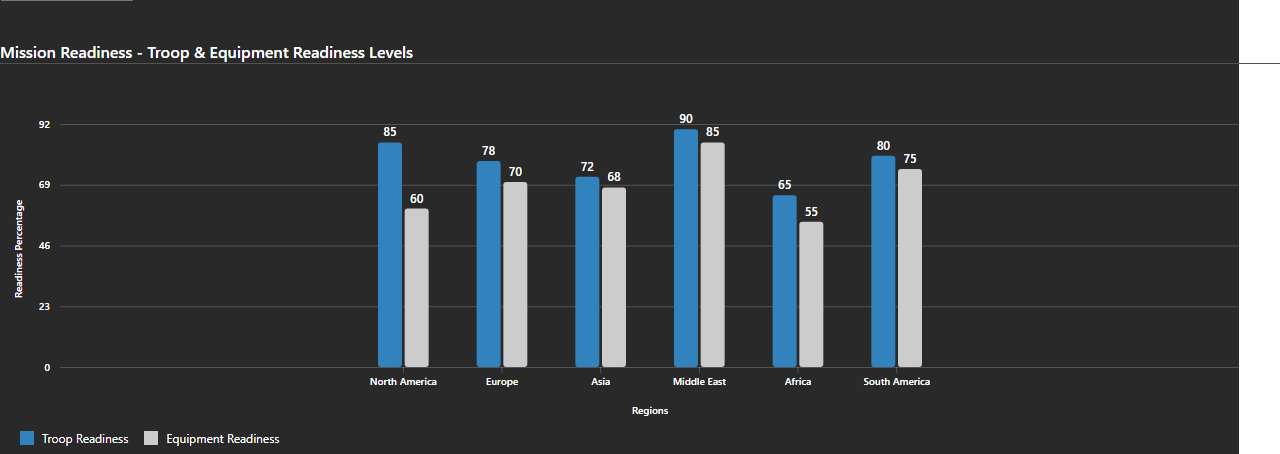 Mission Readiness - Troop & Equipment Readiness Levels
Readiness Percentage
92
69
46
23
0
85
60
78
70
72
68
90
85
65
55
80
75
North America
Europe
Asia
Middle East
Africa
South America
Regions
Troop Readiness
Equipment Readiness